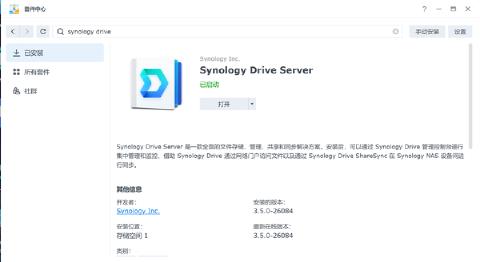 套件中心
synology drive
手动安装
设置
已安装
所有套件
社群
Synology Inc.
Synology Drive Server
已启动
打开
Synology Drive Server 是一款全面的文件存储、管理、共享和同步解决方案。安装前，可以通过 Synology Drive 管理控制台进行
集中管理和监控，借助 Synology Drive 通过网络门户访问文件以及通过 Synology Drive ShareSync 在 Synology NAS 设备间进
行同步。
其他信息
开发者:
Synology Inc.
安装的版本:
3.5.0-26084
安装位置:
存储空间 1
最新在线版本:
3.5.0-26084
类别: